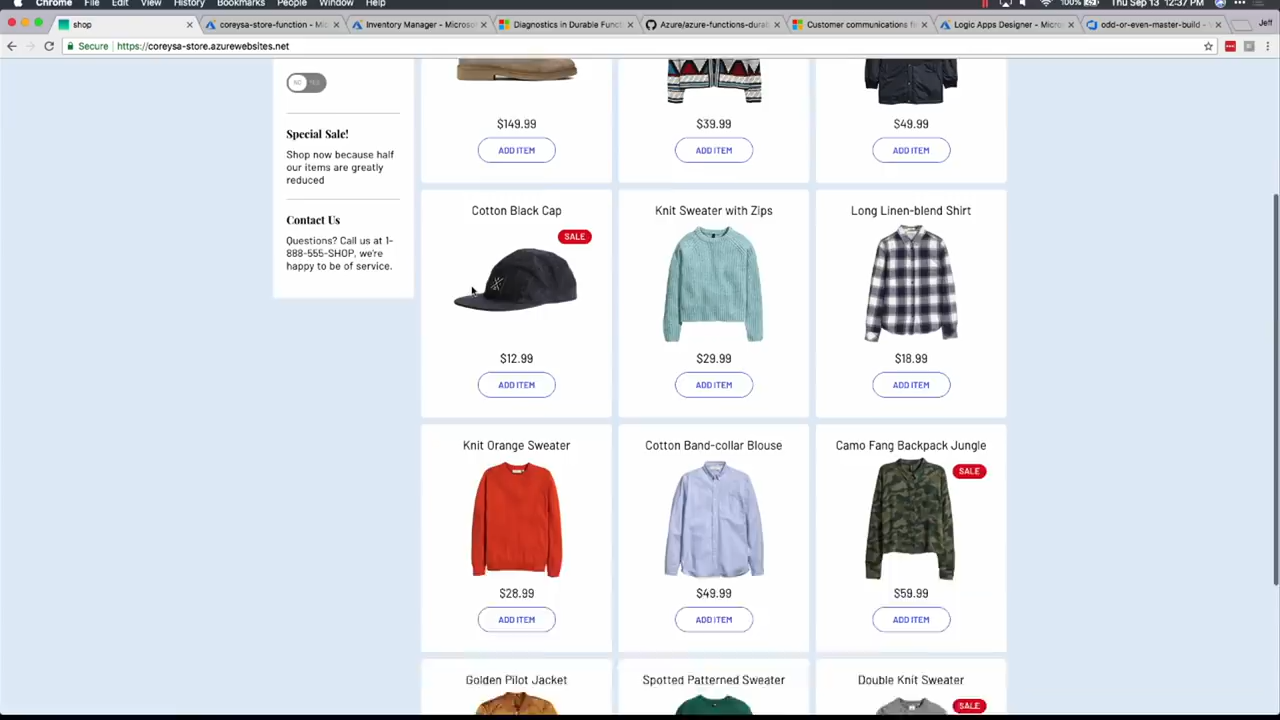 Chrome File Edit View History Bookmarks People Window Help 100% Thu Sep 13 12:37 PM
shop coreysa-store-function - Mic Inventory Manager - Microsof Diagnostics in Durable Funct Azure/azure-functions-durab Customer communications f Logic Apps Designer - Micros odd-or-even-master-build - V Jeff
Secure https://coreysa-store.azurewebsites.net
NO YES
Special Sale!
Shop now because half
our items are greatly
reduced
Contact Us
Questions? Call us at 1-
888-555-SHOP, we're
happy to be of service.
$149.99 $39.99 $49.99
ADD ITEM ADD ITEM ADD ITEM
Cotton Black Cap Knit Sweater with Zips Long Linen-blend Shirt
SALE
$12.99 $29.99 $18.99
ADD ITEM ADD ITEM ADD ITEM
Knit Orange Sweater Cotton Band-collar Blouse Camo Fang Backpack Jungle
SALE
$28.99 $49.99 $59.99
ADD ITEM ADD ITEM ADD ITEM
Golden Pilot Jacket Spotted Patterned Sweater Double Knit Sweater
SALE